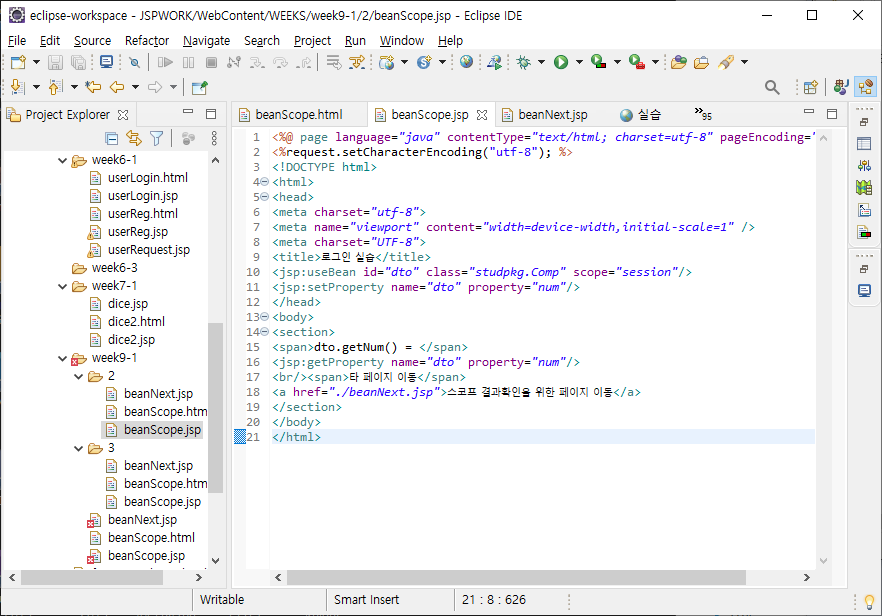 eclipse-workspace - JSPWORK/WebContent/WEEKS/week9-1/2/beanScope.jsp - Eclipse IDE
File Edit Source Refactor Navigate Search Project Run Window Help
Project Explorer
week6-1
userLogin.html
userLogin.jsp
userReg.html
userReg.jsp
userRequest.jsp
week6-3
week7-1
dice.jsp
dice2.html
dice2.jsp
week9-1
2
beanNext.jsp
beanScope.htm
beanScope.jsp
3
beanNext.jsp
beanScope.htm
beanScope.jsp
beanNext.jsp
beanScope.html
beanScope.jsp
beanScope.html beanScope.jsp beanNext.jsp 실습 »95
1 <%@ page language="java" contentType="text/html; charset=utf-8" pageEncoding="
2 <%request.setCharacterEncoding("utf-8"); %>
3 <!DOCTYPE html>
4 <html>
5 <head>
6 <meta charset="utf-8">
7 <meta name="viewport" content="width=device-width,initial-scale=1" />
8 <meta charset="UTF-8">
9 <title>로그인 실습</title>
10 <jsp:useBean id="dto" class="studpkg.Comp" scope="session"/>
11 <jsp:setProperty name="dto" property="num"/>
12 </head>
13 <body>
14 <section>
15 <span>dto.getNum() = </span>
16 <jsp:getProperty name="dto" property="num"/>
17 <br/><span>타 페이지 이동</span>
18 <a href="./beanNext.jsp">스코프 결과확인을 위한 페이지 이동</a>
19 </section>
20 </body>
21 </html>
Writable Smart Insert 21 : 8 : 626